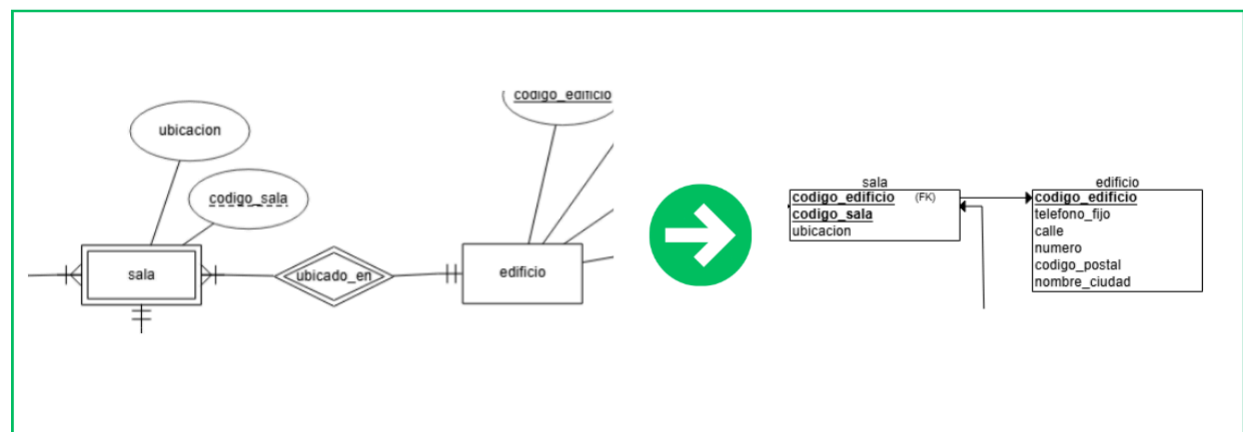 codigo_edificio
ubicacion
codigo_sala
sala
ubicado_en
edificio
sala
codigo_edificio (FK)
codigo_sala
ubicacion
edificio
codigo_edificio
telefono_fijo
calle
numero
codigo_postal
nombre_ciudad